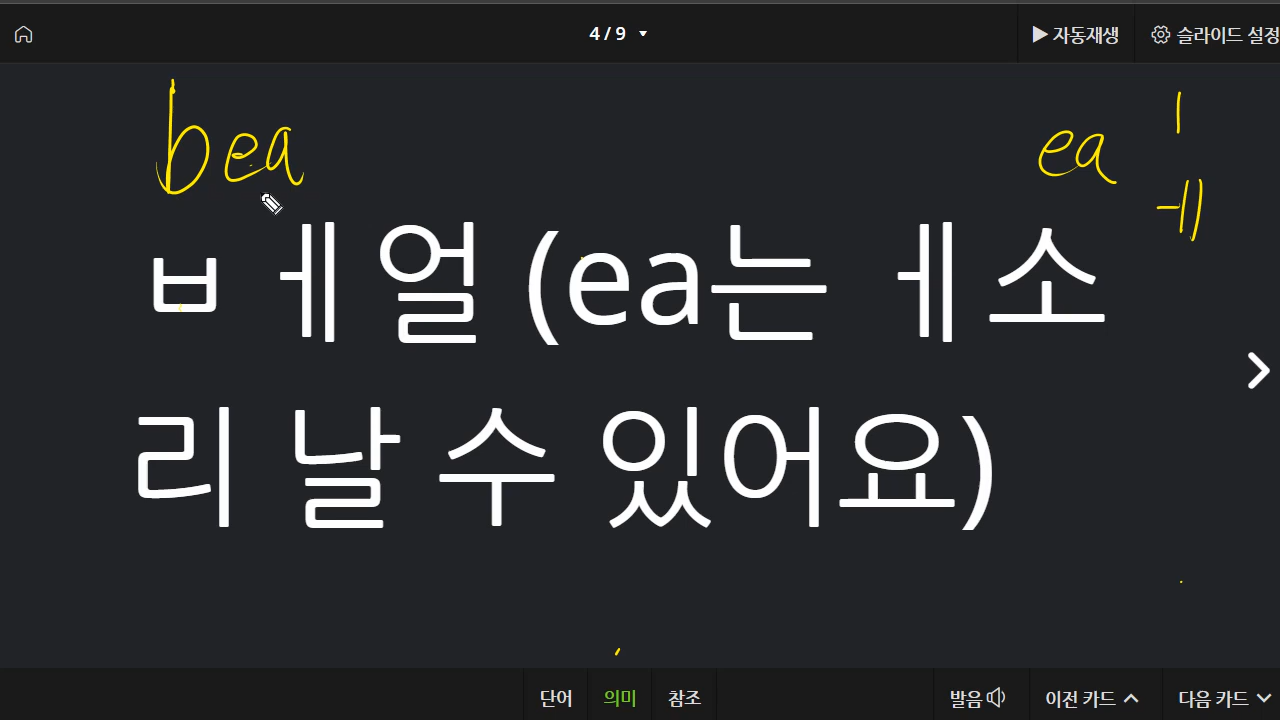 4 / 9
자동재생
슬라이드 설정
bea
ea ㅣ
ㅔ
ㅂ ㅔ얼 (ea는 ㅔ소
리 날 수 있어요)
단어 의미 참조 발음 이전 카드 다음 카드